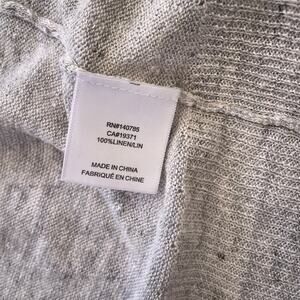 RN#140785
CA#19371
100%LINEN/LIN
MADE IN CHINA
FABRIQUÉ EN CHINE